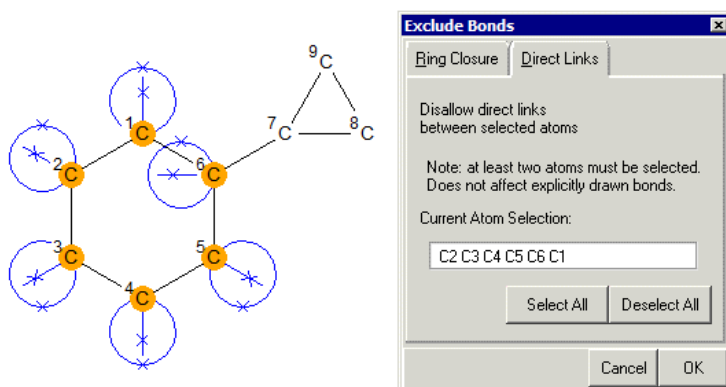 9 C
1 C
7 C
8 C
2 C
6 C
3 C
5 C
4 C
Exclude Bonds
Ring Closure
Direct Links
Disallow direct links
between selected atoms
Note: at least two atoms must be selected.
Does not affect explicitly drawn bonds.
Current Atom Selection:
C2 C3 C4 C5 C6 C1
Select All
Deselect All
Cancel
OK